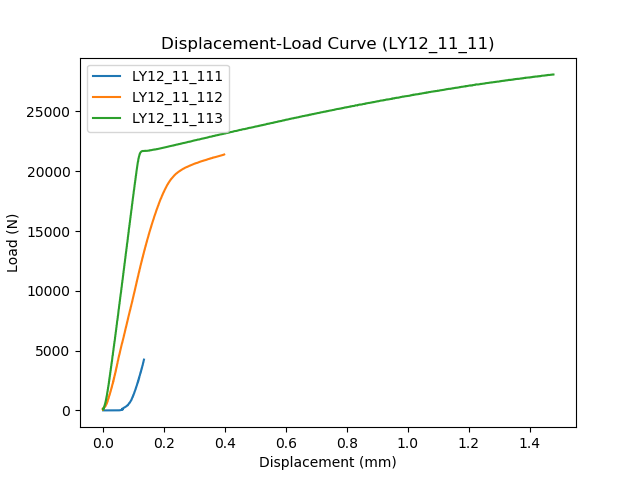 Displacement-Load Curve (LY12_11_11)
LY12_11_111
LY12_11_112
LY12_11_113
25000
20000
15000
10000
5000
0
Load (N)
0.0 0.2 0.4 0.6 0.8 1.0 1.2 1.4
Displacement (mm)